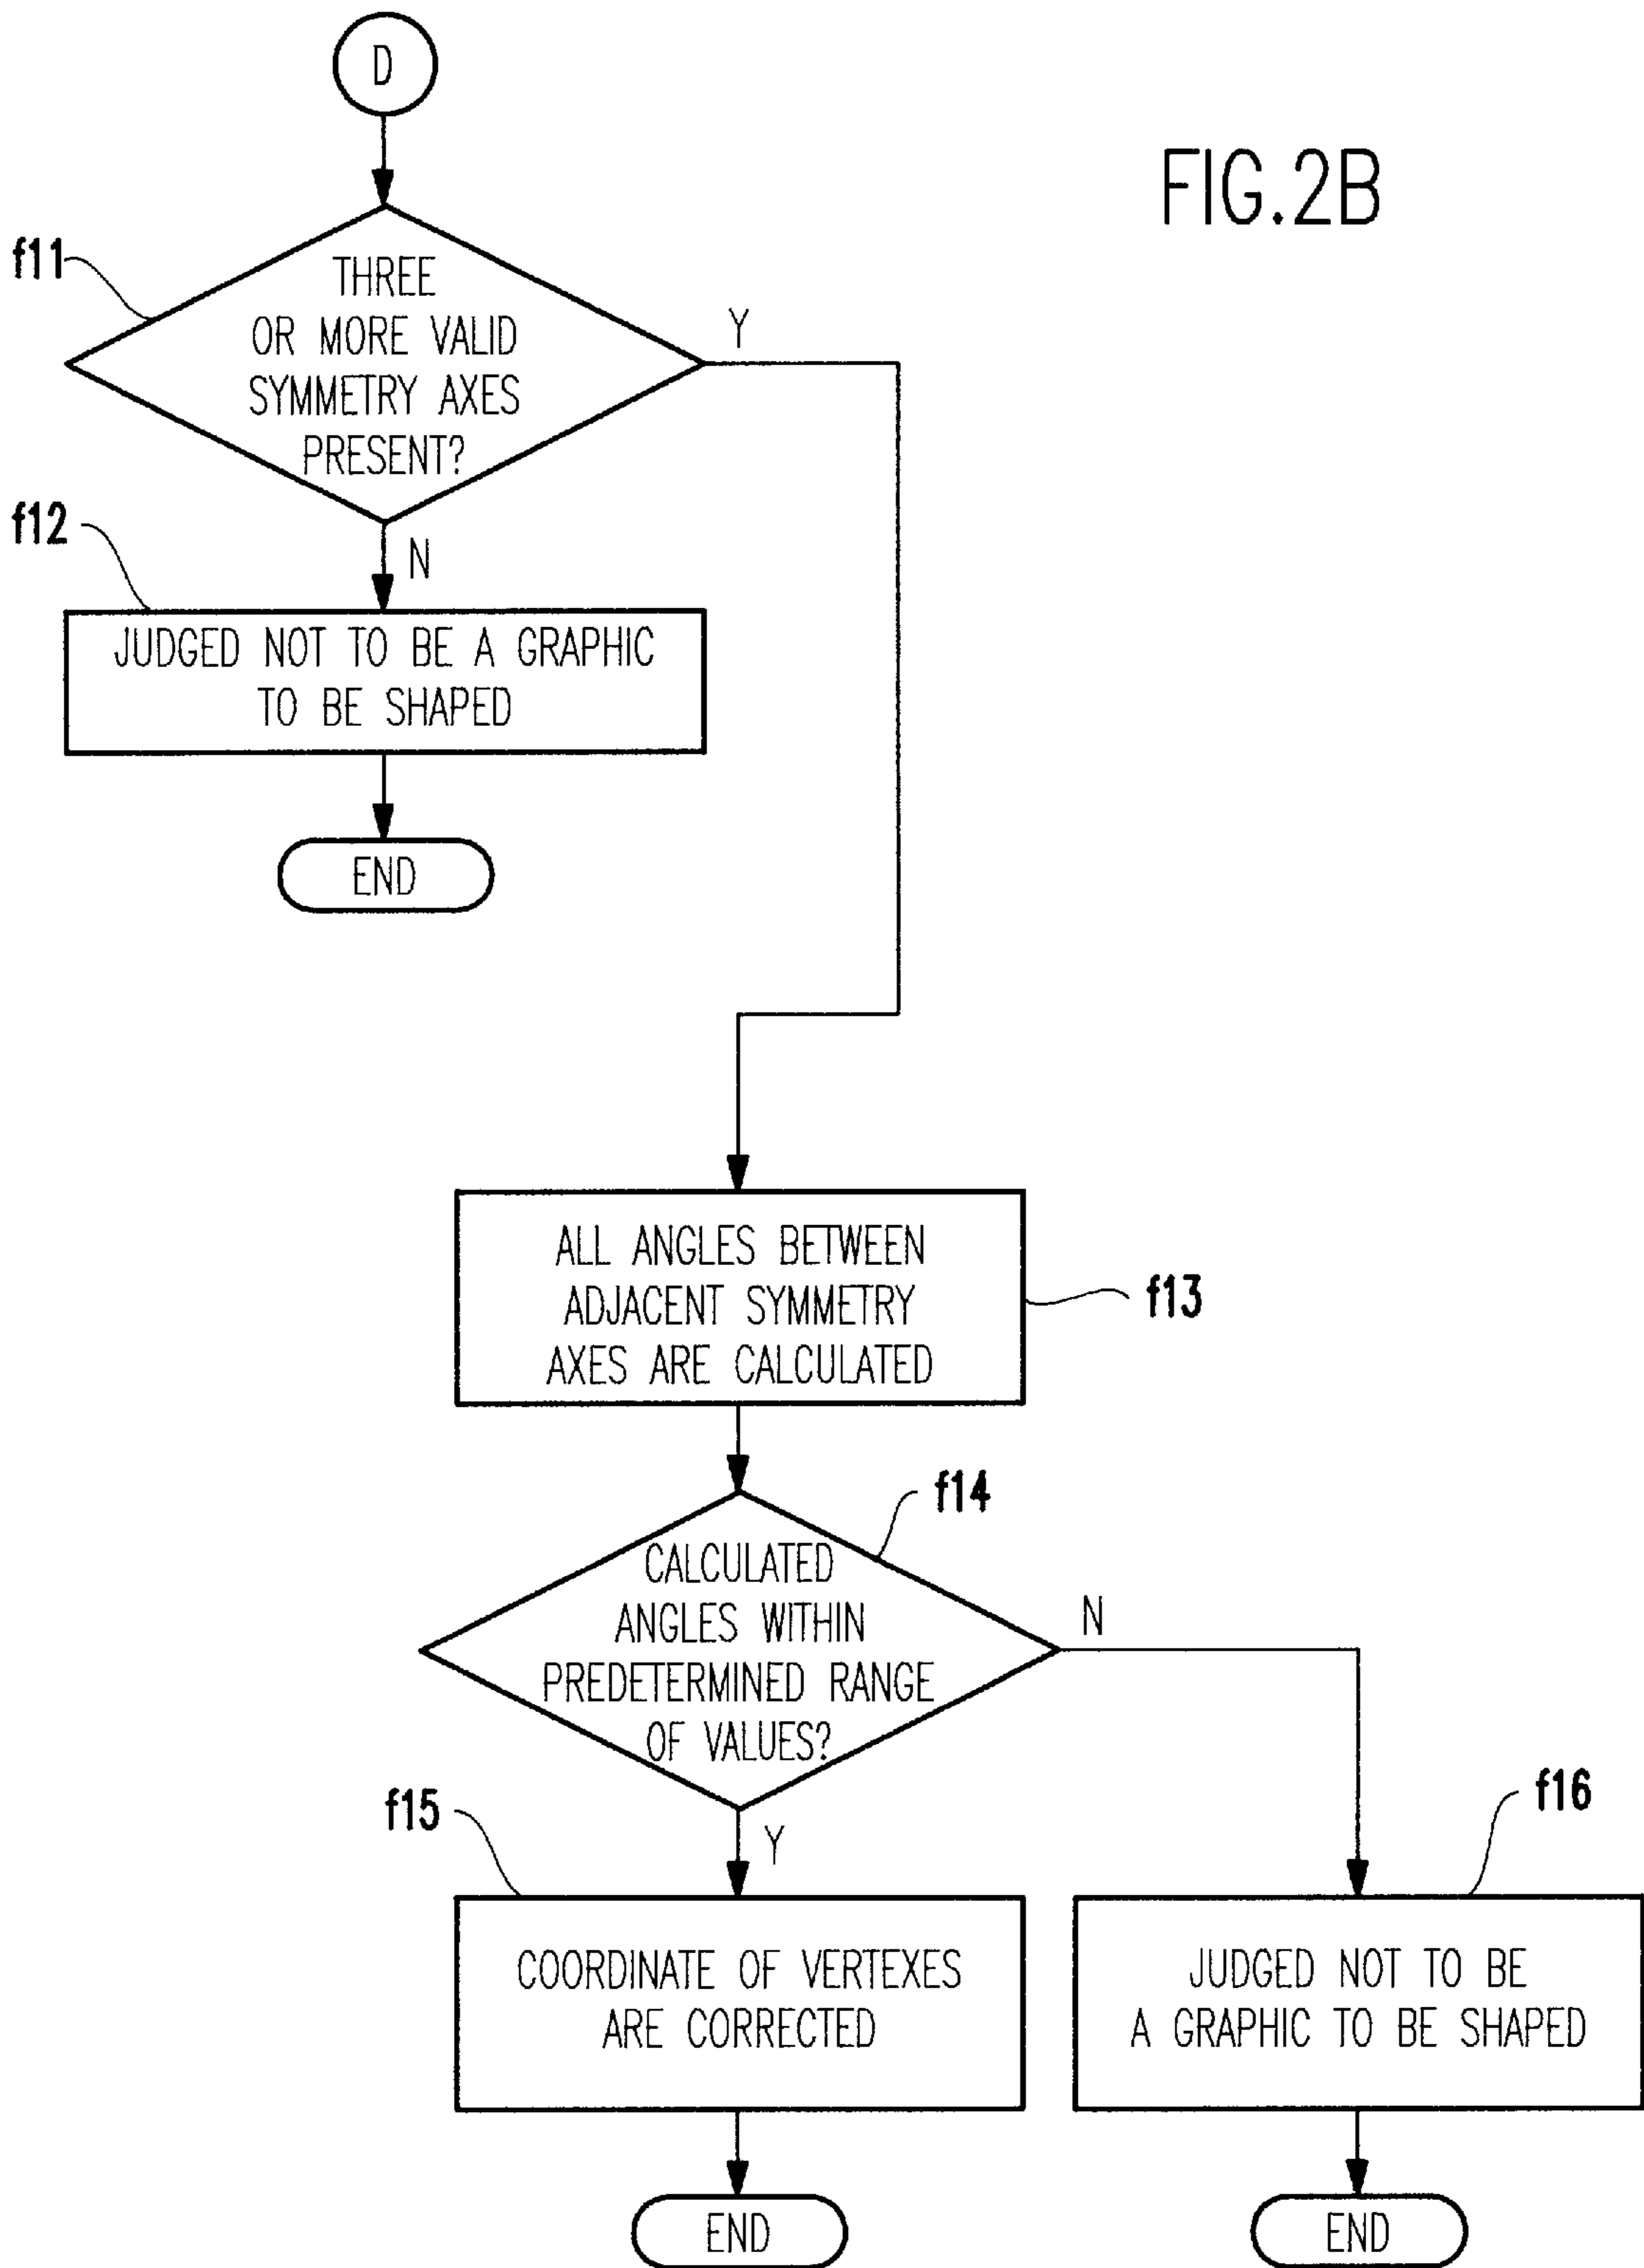 D
FIG.2B
f11
THREE
OR MORE VALID
SYMMETRY AXES
PRESENT?
Y
f12
N
JUDGED NOT TO BE A GRAPHIC
TO BE SHAPED
END
ALL ANGLES BETWEEN
ADJACENT SYMMETRY
AXES ARE CALCULATED
f13
f14
CALCULATED
ANGLES WITHIN
PREDETERMINED RANGE
OF VALUES?
N
f15
Y
f16
COORDINATE OF VERTEXES
ARE CORRECTED
JUDGED NOT TO BE
A GRAPHIC TO BE SHAPED
END
END